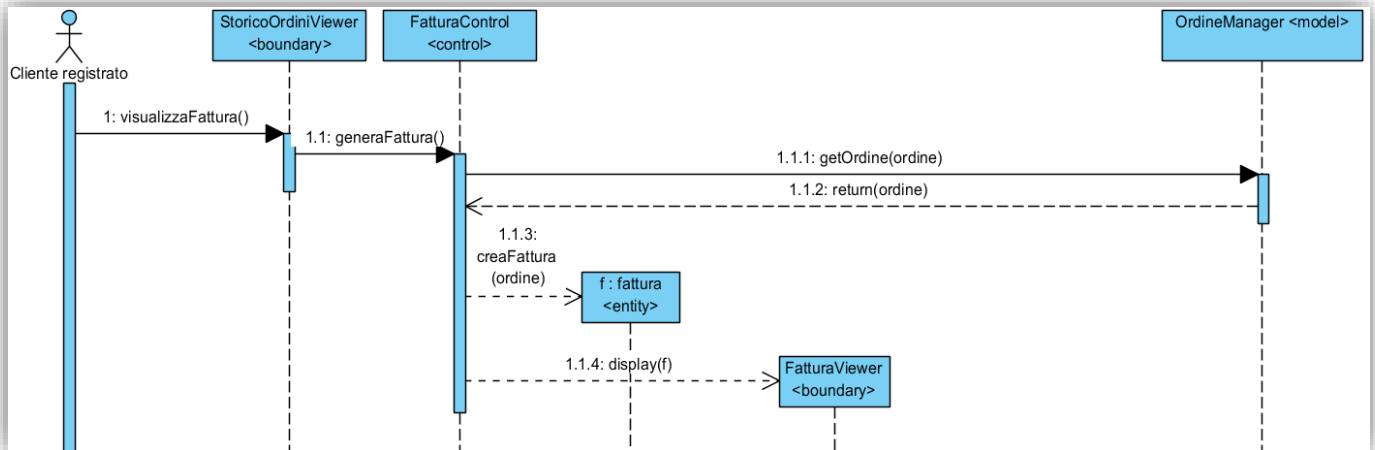 StoricoOrdiniViewer
<boundary>
FatturaControl
<control>
OrdineManager <model>
Cliente registrato
1: visualizzaFattura()
1.1: generaFattura()
1.1.1: getOrdine(ordine)
1.1.2: return(ordine)
1.1.3:
creaFattura
(ordine)
f : fattura
<entity>
1.1.4: display(f)
FatturaViewer
<boundary>